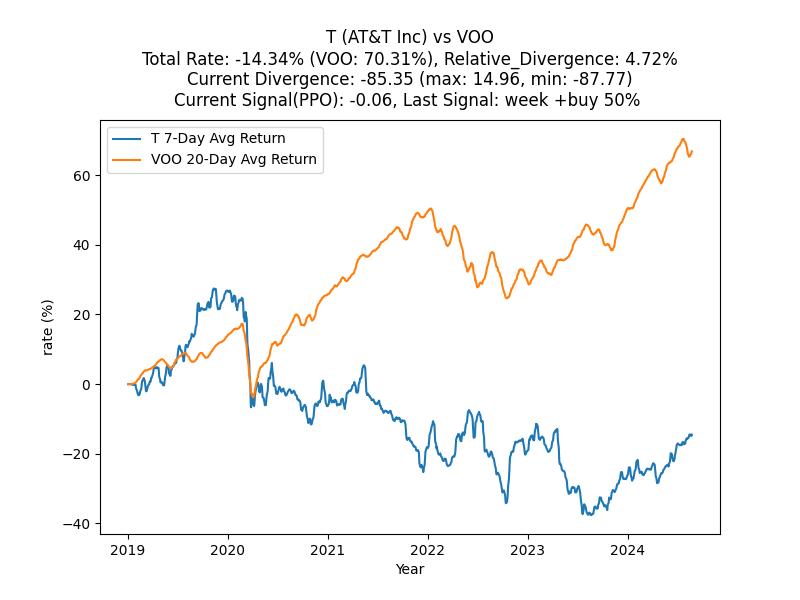 T (AT&T Inc) vs VOO
Total Rate: -14.34% (VOO: 70.31%), Relative_Divergence: 4.72%
Current Divergence: -85.35 (max: 14.96, min: -87.77)
Current Signal(PPO): -0.06, Last Signal: week +buy 50%
T 7-Day Avg Return
VOO 20-Day Avg Return
60
40
20
0
−20
−40
rate (%)
2019 2020 2021 2022 2023 2024
Year